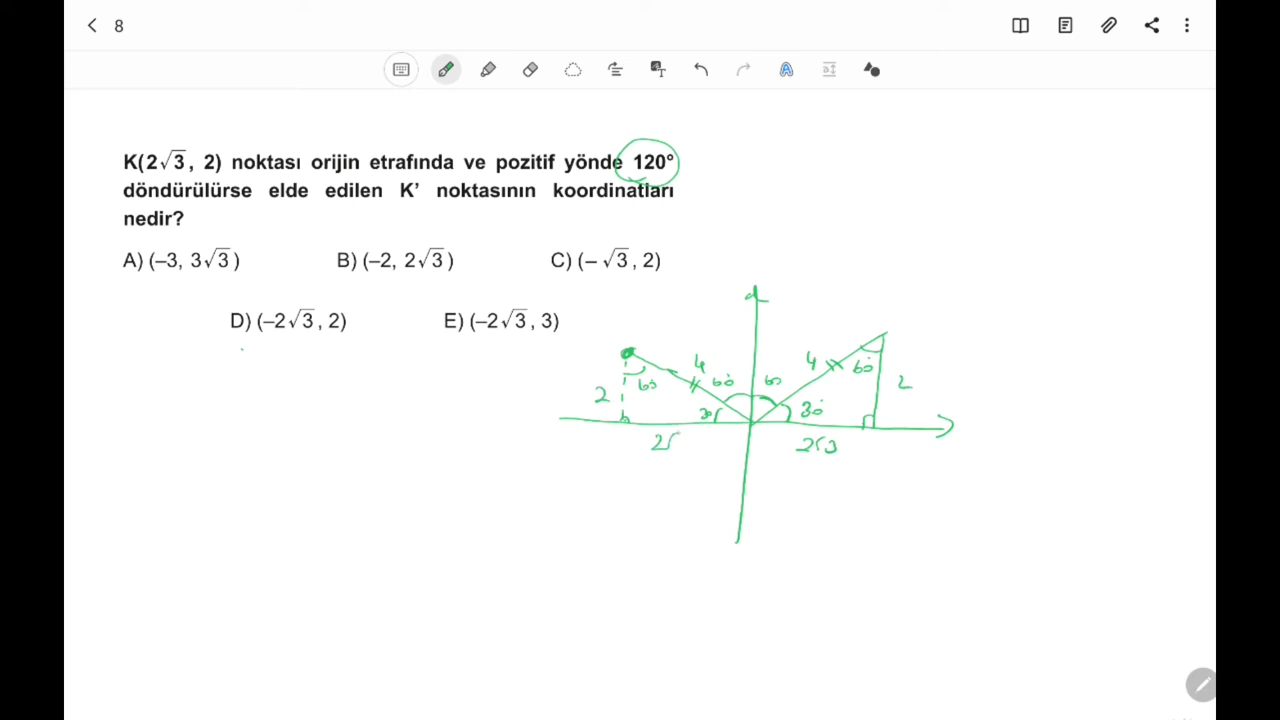 8
K(2√3, 2) noktası orijin etrafında ve pozitif yönde 120°
döndürülürse elde edilen K’ noktasının koordinatları
nedir?
A) (–3, 3√3) B) (–2, 2√3) C) (–√3, 2)
D) (–2√3, 2) E) (–2√3, 3)
4 4
60 60 60 60
2 2
30 30
2√ 2√3